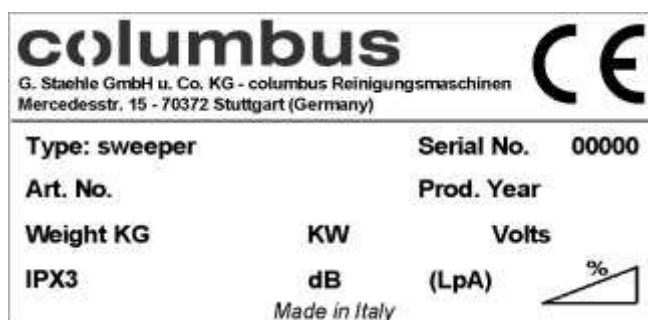 columbus
CE
G. Staehle GmbH u. Co. KG - columbus Reinigungsmaschinen
Mercedesstr. 15 - 70372 Stuttgart (Germany)
Type: sweeper Serial No. 00000
Art. No. Prod. Year
Weight KG KW Volts
IPX3 dB (LpA) %
Made in Italy